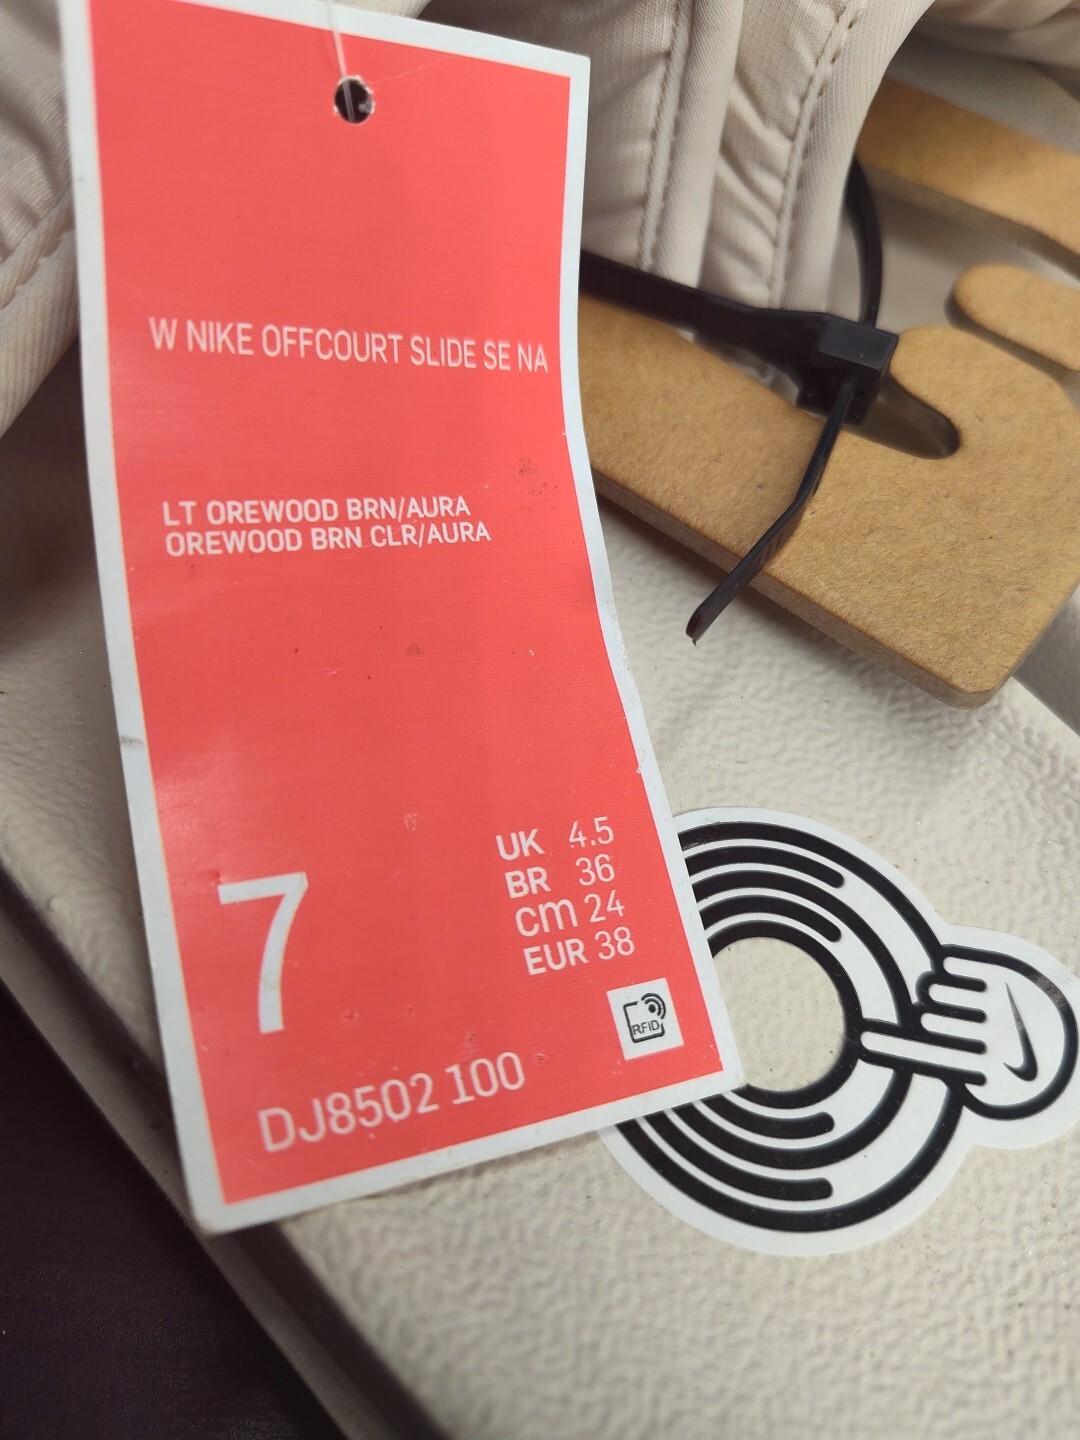 W NIKE OFFCOURT SLIDE SE NA
LT OREWOOD BRN/AURA
OREWOOD BRN CLR/AURA
7
UK 4.5
BR 36
cm 24
EUR 38
RFID
DJ8502 100